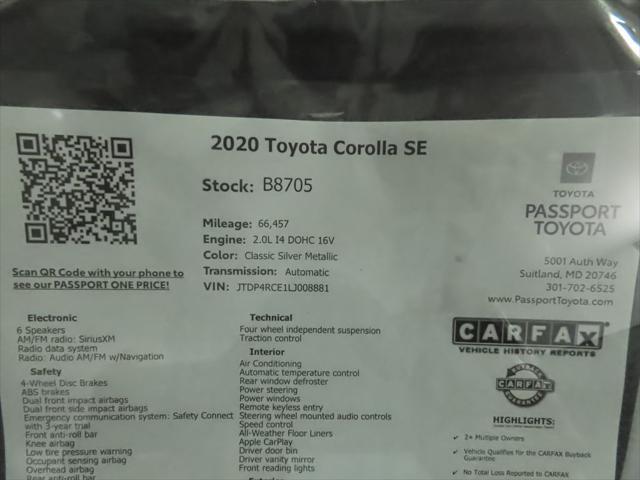 2020 Toyota Corolla SE
Stock: B8705
Mileage: 66,457
Engine: 2.0L I4 DOHC 16V
Color: Classic Silver Metallic
Transmission: Automatic
VIN: JTDP4RCE1LJ008881
Scan QR Code with your phone to
see our PASSPORT ONE PRICE!
TOYOTA
PASSPORT
TOYOTA
5001 Auth Way
Suitland, MD 20746
301-702-6525
www.PassportToyota.com
Electronic
6 Speakers
AM/FM radio: SiriusXM
Radio data system
Radio: Audio AM/FM w/Navigation
Safety
4-Wheel Disc Brakes
ABS brakes
Dual front impact airbags
Dual front side impact airbags
Emergency communication system: Safety Connect
with 3-year trial
Front anti-roll bar
Knee airbag
Low tire pressure warning
Occupant sensing airbag
Overhead airbag
Rear anti-roll bar
Technical
Four wheel independent suspension
Traction control
Interior
Air Conditioning
Automatic temperature control
Rear window defroster
Power steering
Power windows
Remote keyless entry
Steering wheel mounted audio controls
Speed control
All-Weather Floor Liners
Apple CarPlay
Driver door bin
Driver vanity mirror
Front reading lights
Exterior
CARFAX
VEHICLE HISTORY REPORTS
BUYBACK
CARFAX
GUARANTEE
HIGHLIGHTS:
✓ 2+ Multiple Owners
✓ Vehicle Qualifies for the CARFAX Buyback
Guarantee
✓ No Total Loss Reported to CARFAX